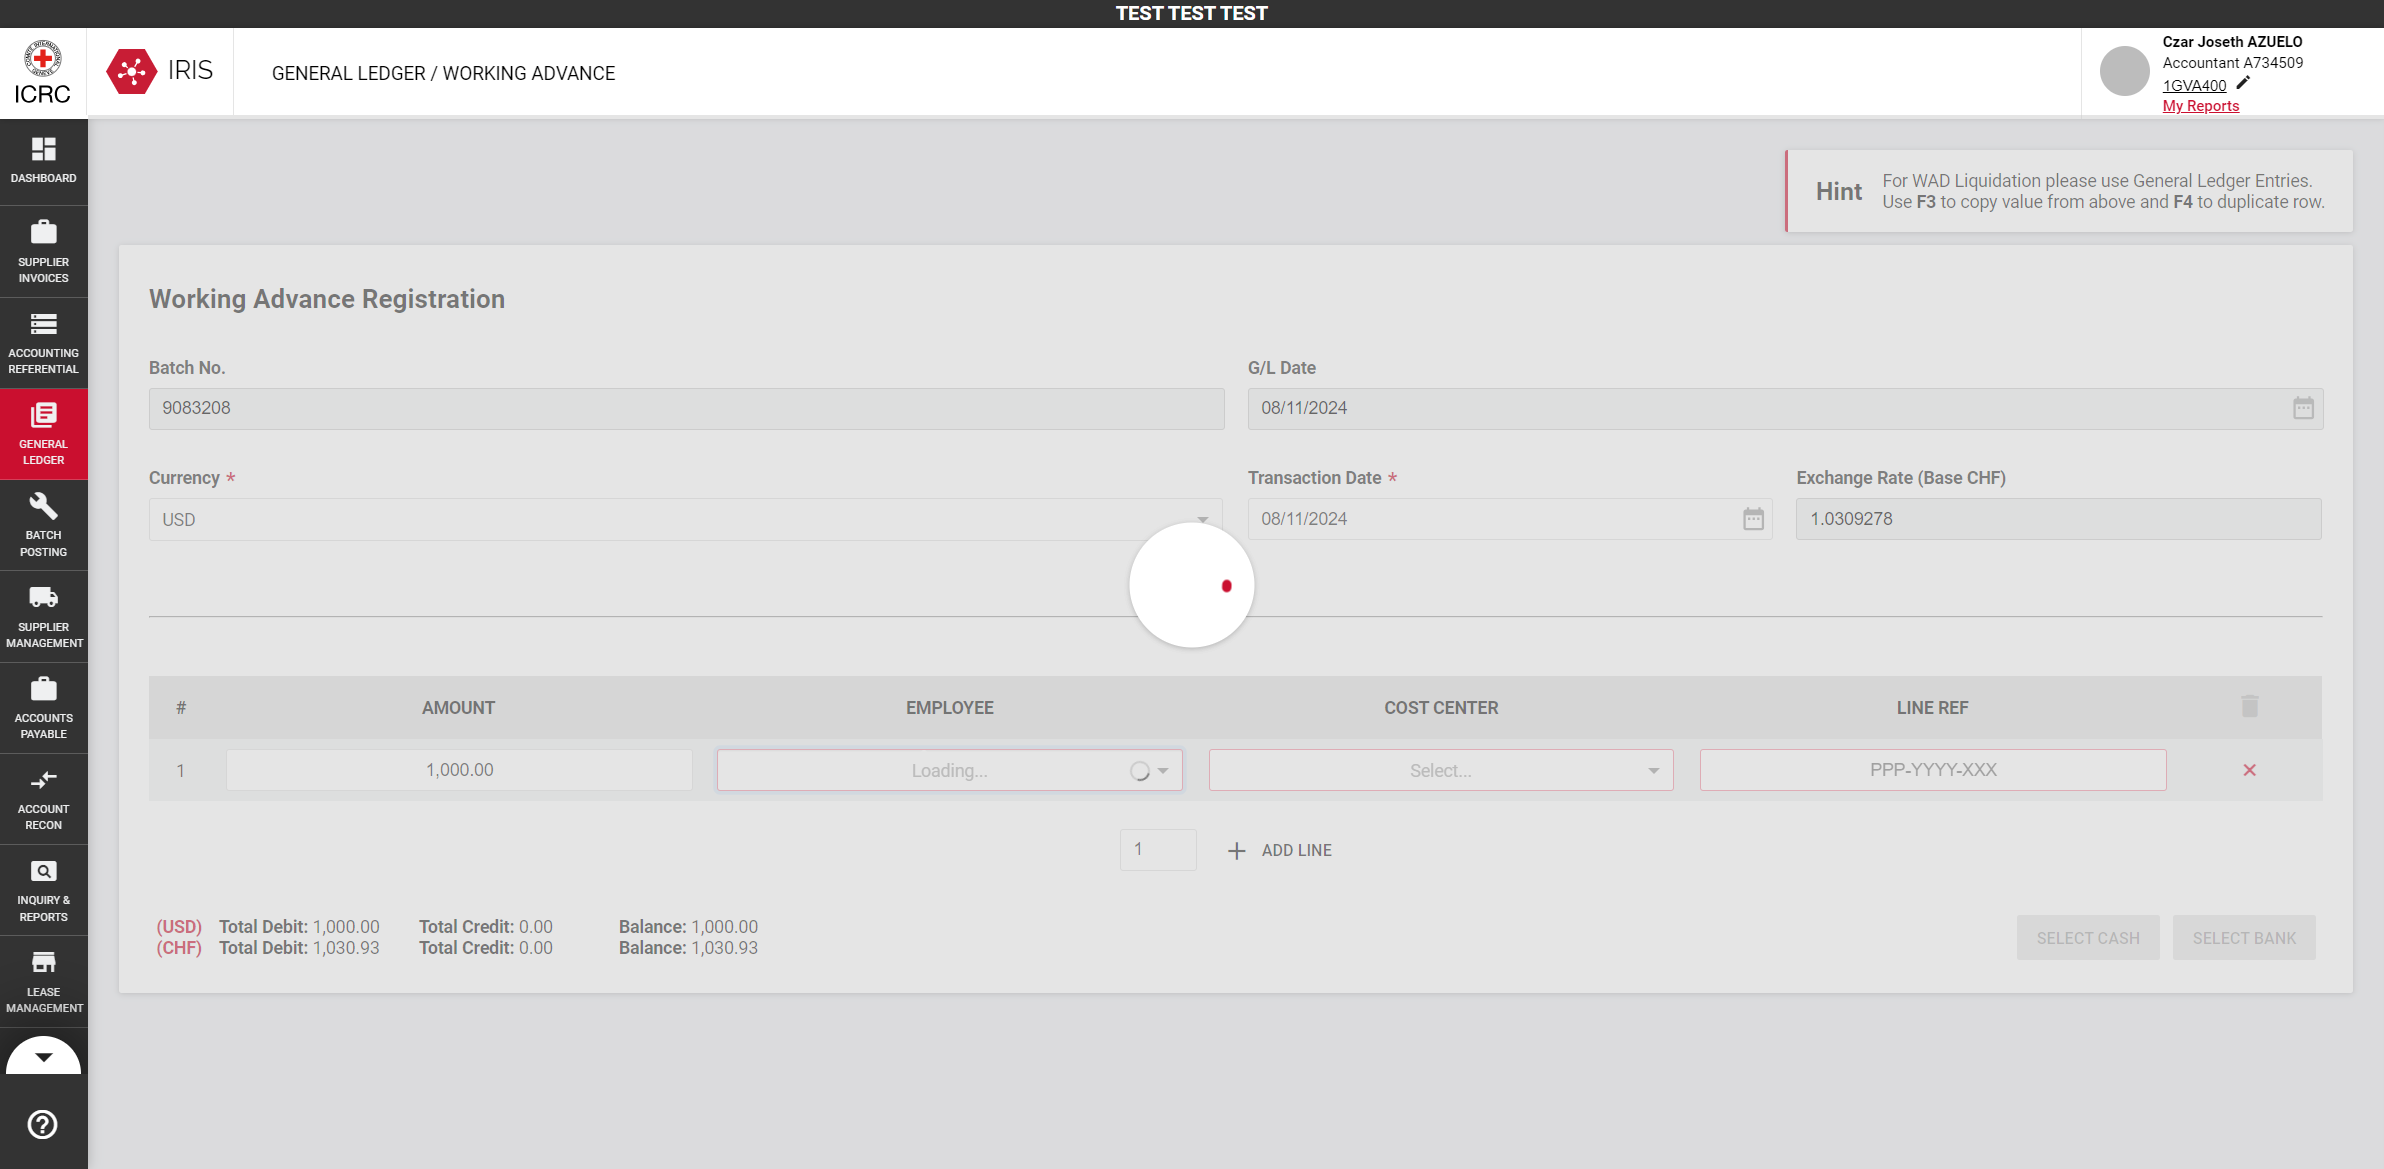 TEST TEST TEST
ICRC
IRIS
GENERAL LEDGER / WORKING ADVANCE
Czar Joseth AZUELO
Accountant A734509
1GVA400
My Reports
DASHBOARD
SUPPLIER
INVOICES
ACCOUNTING
REFERENTIAL
GENERAL
LEDGER
BATCH
POSTING
SUPPLIER
MANAGEMENT
ACCOUNTS
PAYABLE
ACCOUNT
RECON
INQUIRY &
REPORTS
LEASE
MANAGEMENT
Hint
For WAD Liquidation please use General Ledger Entries.
Use F3 to copy value from above and F4 to duplicate row.
Working Advance Registration
Batch No.
G/L Date
9083208
08/11/2024
Currency *
Transaction Date *
Exchange Rate (Base CHF)
USD
08/11/2024
1.0309278
# AMOUNT EMPLOYEE COST CENTER LINE REF
1 1,000.00 Loading... Select... PPP-YYYY-XXX
1
ADD LINE
(USD) Total Debit: 1,000.00 Total Credit: 0.00 Balance: 1,000.00
(CHF) Total Debit: 1,030.93 Total Credit: 0.00 Balance: 1,030.93
SELECT CASH
SELECT BANK